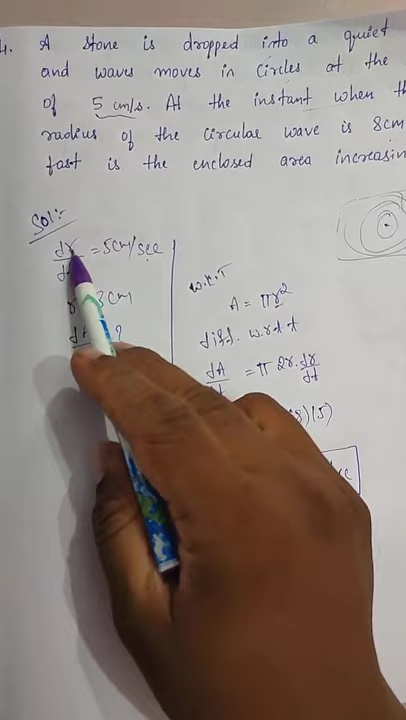 4. A stone is dropped into a quiet
and waves moves in circles at the
of 5 cm/s. At the instant when th
radius of the circular wave is 8cm
fast is the enclosed area increasin
Sol:-
dr = 5cm/sec
r 8cm
?
w.k.T
A = πr²
diff. w.r.t t
dA/dt = π 2r. dr/dt
8)(5)